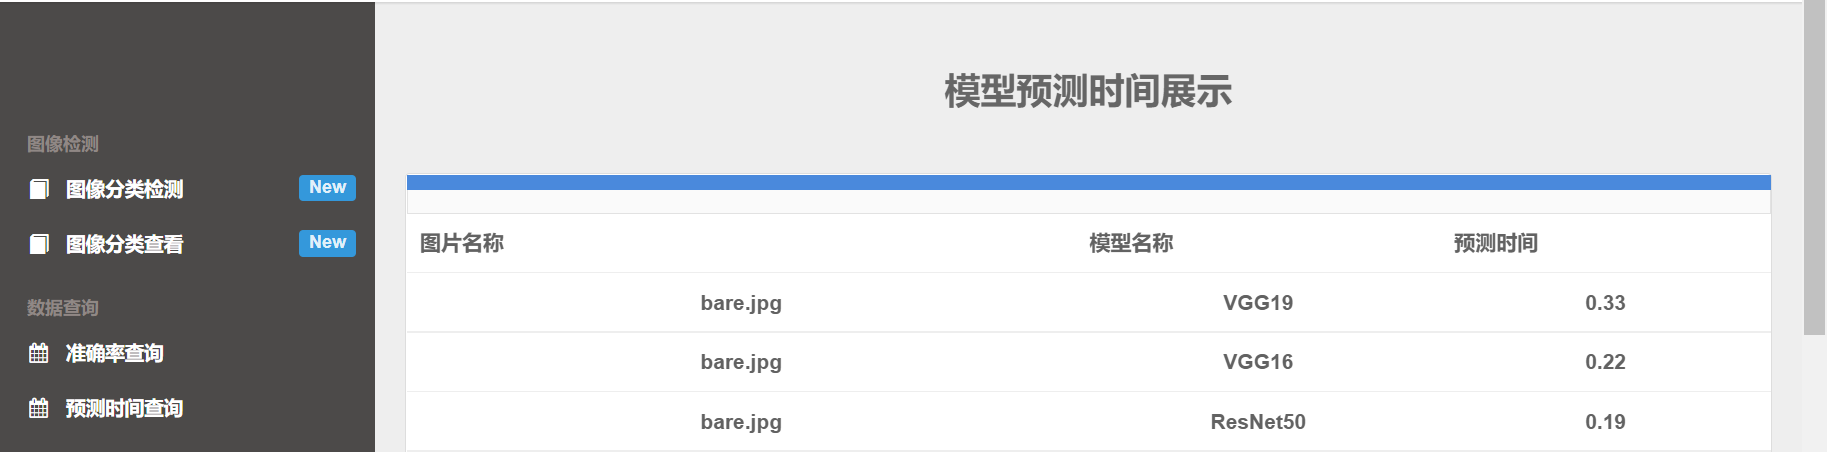 模型预测时间展示
图像检测
图像分类检测 New
图像分类查看 New
数据查询
准确率查询
预测时间查询
图片名称 模型名称 预测时间
bare.jpg VGG19 0.33
bare.jpg VGG16 0.22
bare.jpg ResNet50 0.19